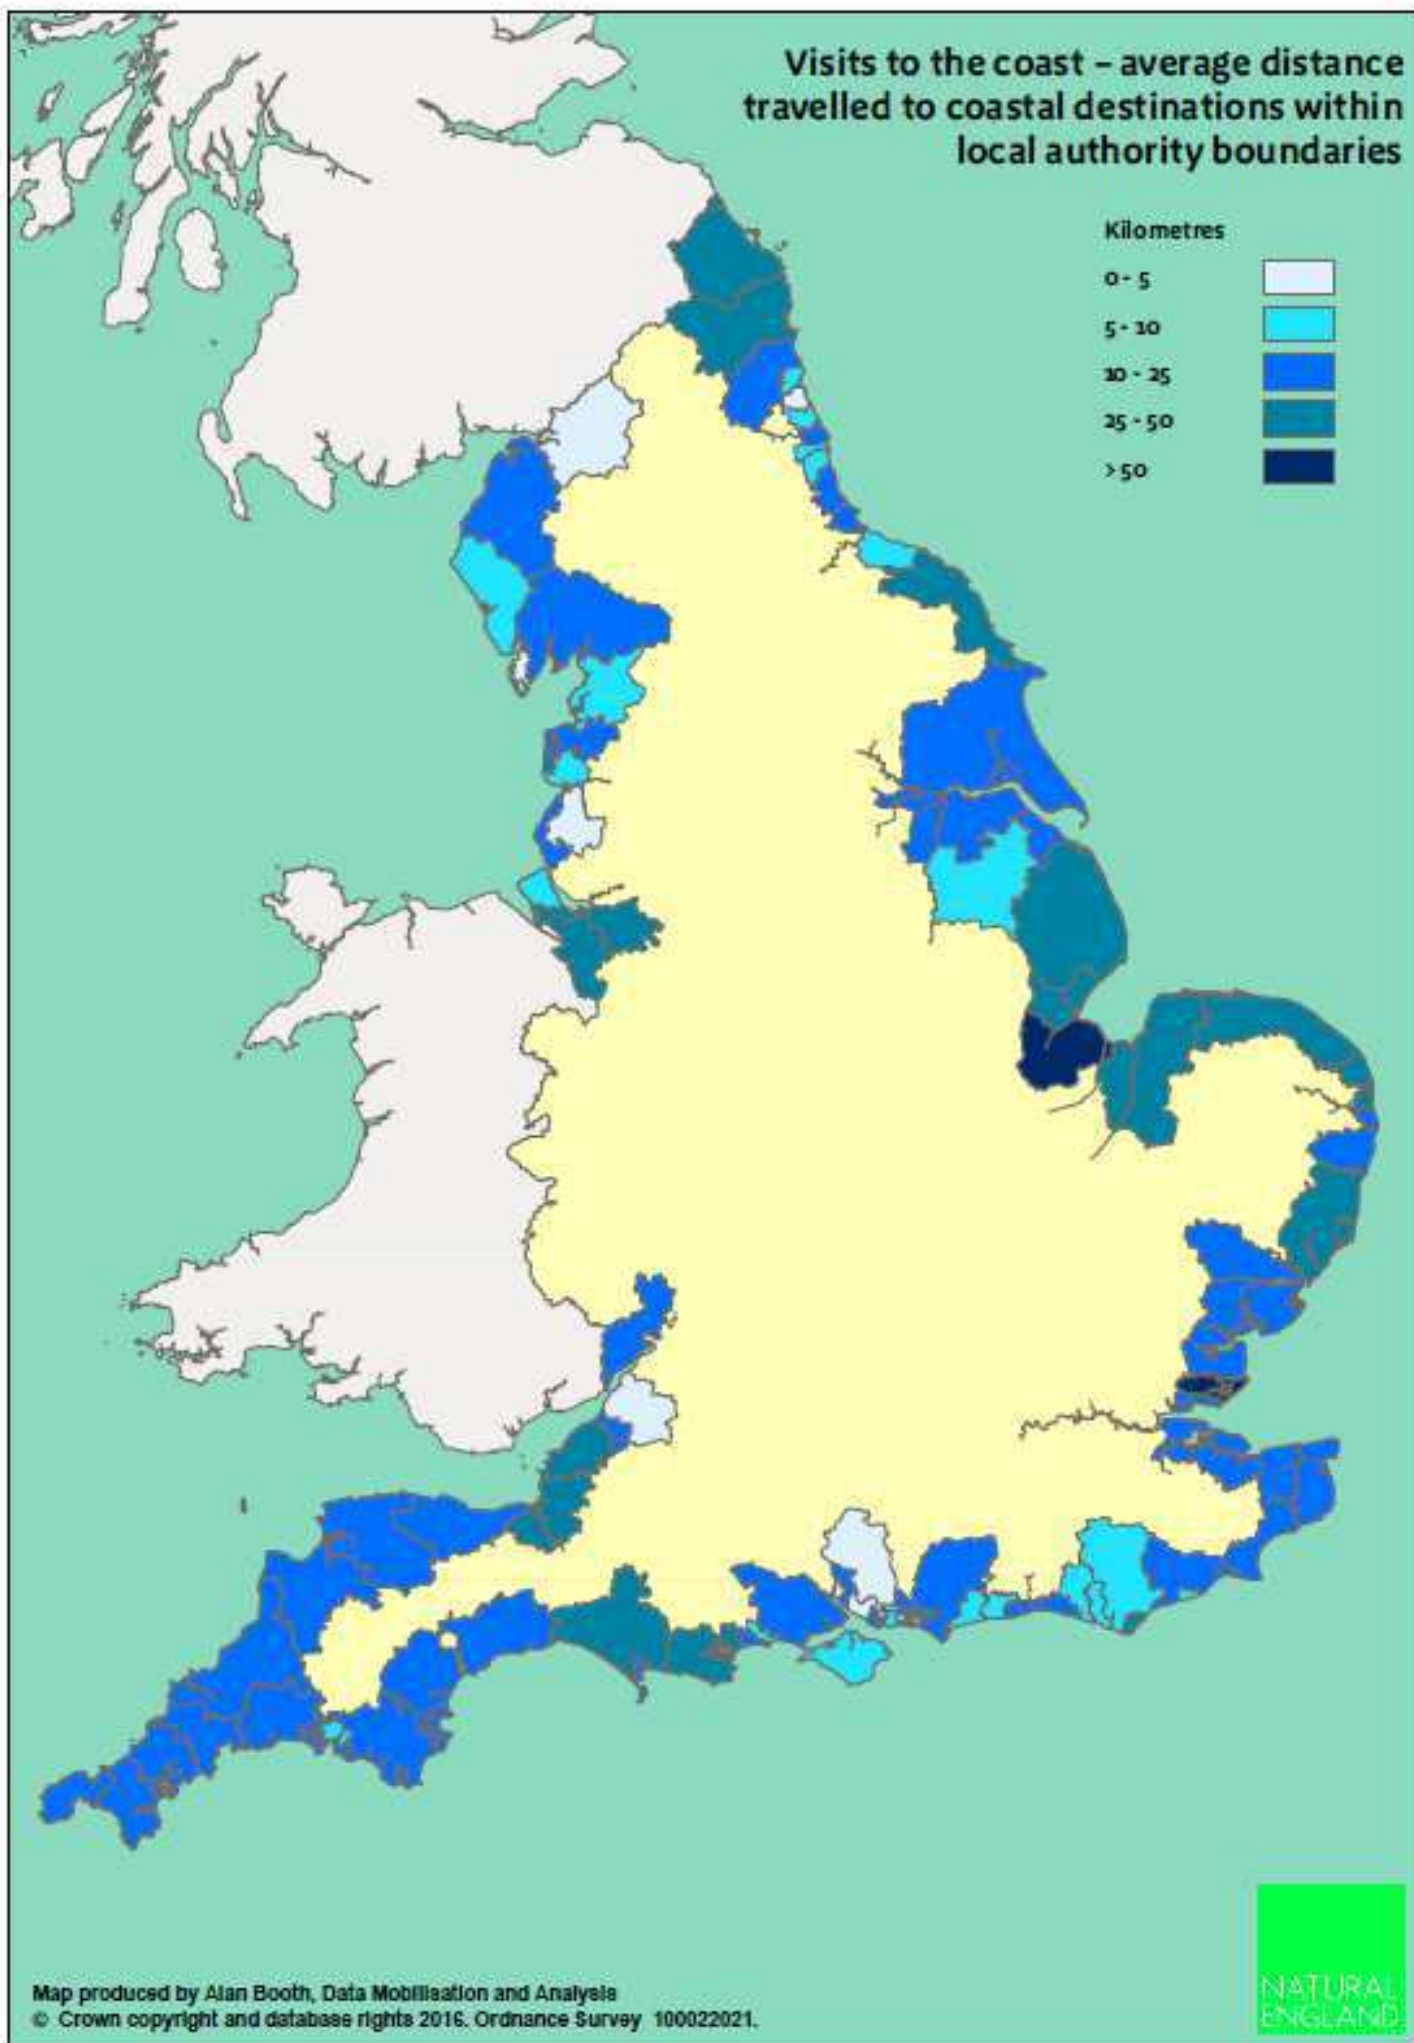 Visits to the coast – average distance
travelled to coastal destinations within
local authority boundaries
Kilometres
0 - 5
5 - 10
10 - 25
25 - 50
> 50
Map produced by Alan Booth, Data Mobilisation and Analysis
© Crown copyright and database rights 2016. Ordnance Survey 100022021.
NATURAL
ENGLAND